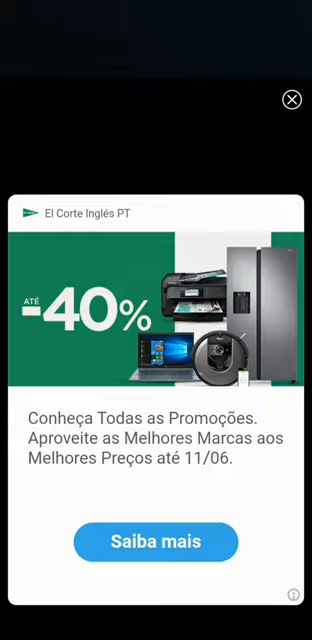 El Corte Inglés PT
ATÉ
-40%
Conheça Todas as Promoções.
Aproveite as Melhores Marcas aos
Melhores Preços até 11/06.
Saiba mais